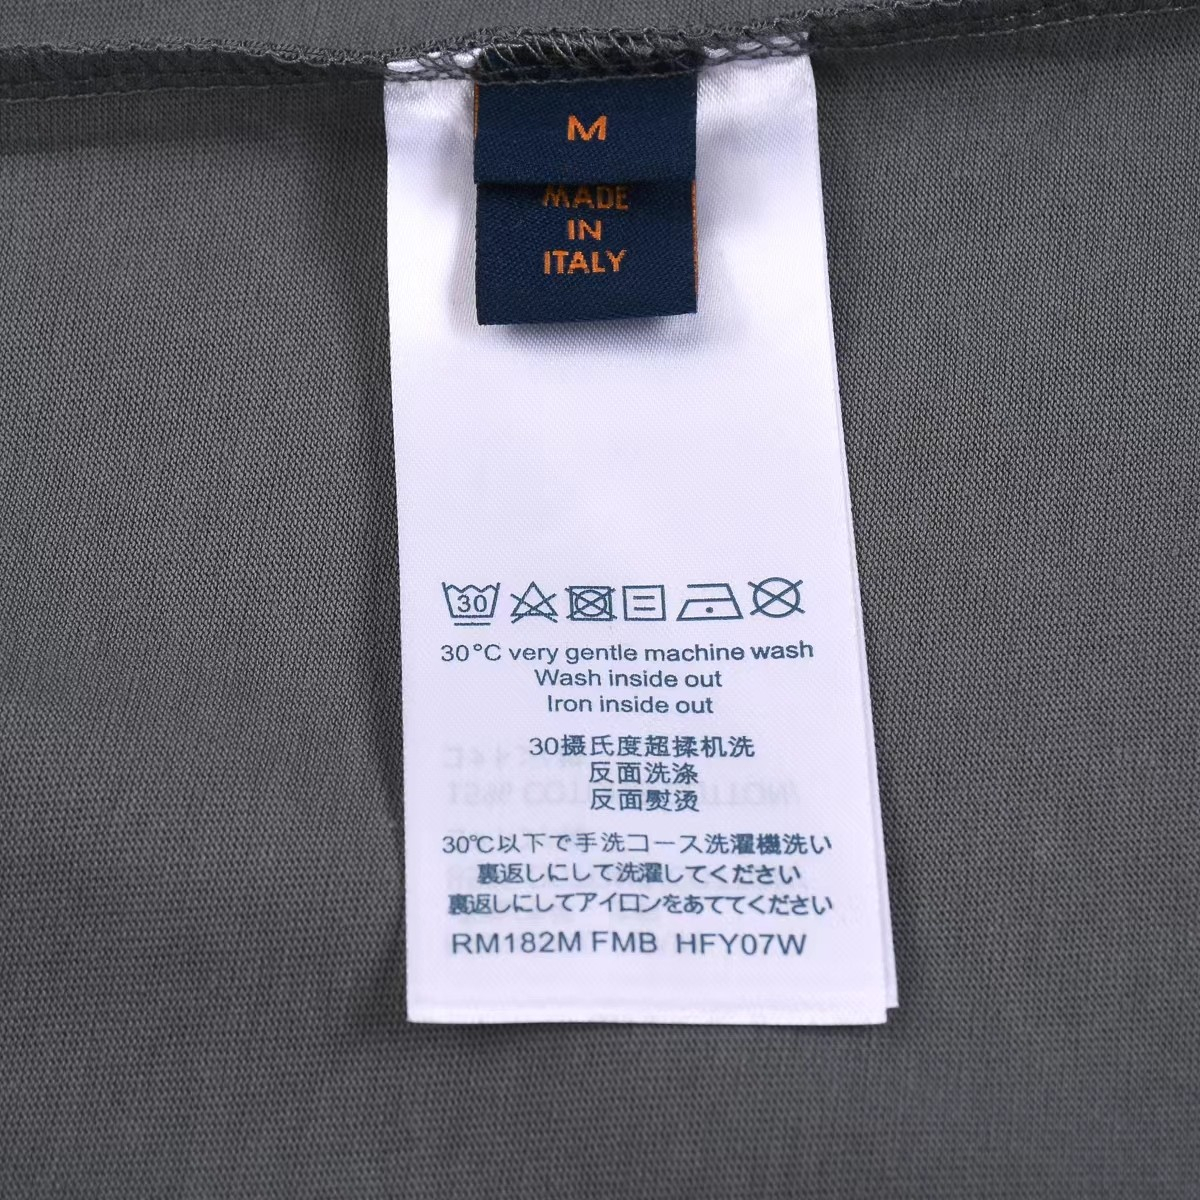 M
MADE
IN
ITALY
30
30°C very gentle machine wash
Wash inside out
Iron inside out
30摄氏度超揉机洗
反面洗涤
反面熨烫
30℃以下で手洗コース洗濯機洗い
裏返しにして洗濯してください
裏返しにしてアイロンをあててください
RM182M FMB HFY07W